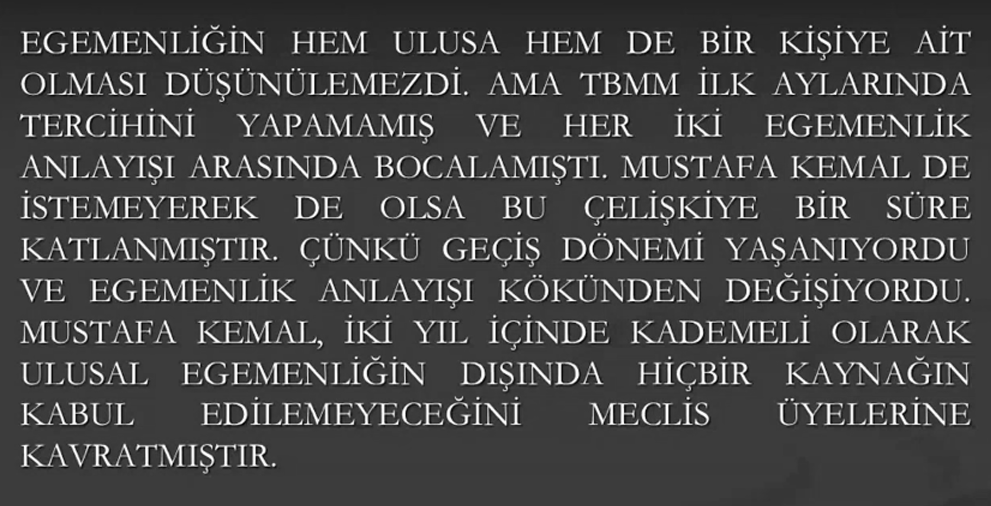 EGEMENLİĞİN HEM ULUSA HEM DE BİR KİŞİYE AİT
OLMASI DÜŞÜNÜLEMEZDİ. AMA TBMM İLK AYLARINDA
TERCİHİNİ YAPAMAMIŞ VE HER İKİ EGEMENLİK
ANLAYIŞI ARASINDA BOCALAMIŞTI. MUSTAFA KEMAL DE
İSTEMEYEREK DE OLSA BU ÇELİŞKİYE BİR SÜRE
KATLANMIŞTIR. ÇÜNKÜ GEÇİŞ DÖNEMİ YAŞANIYORDU
VE EGEMENLİK ANLAYIŞI KÖKÜNDEN DEĞİŞİYORDU.
MUSTAFA KEMAL, İKİ YIL İÇİNDE KADEMELİ OLARAK
ULUSAL EGEMENLİĞİN DIŞINDA HİÇBİR KAYNAĞIN
KABUL EDİLEMEYECEĞİNİ MECLİS ÜYELERİNE
KAVRATMIŞTIR.